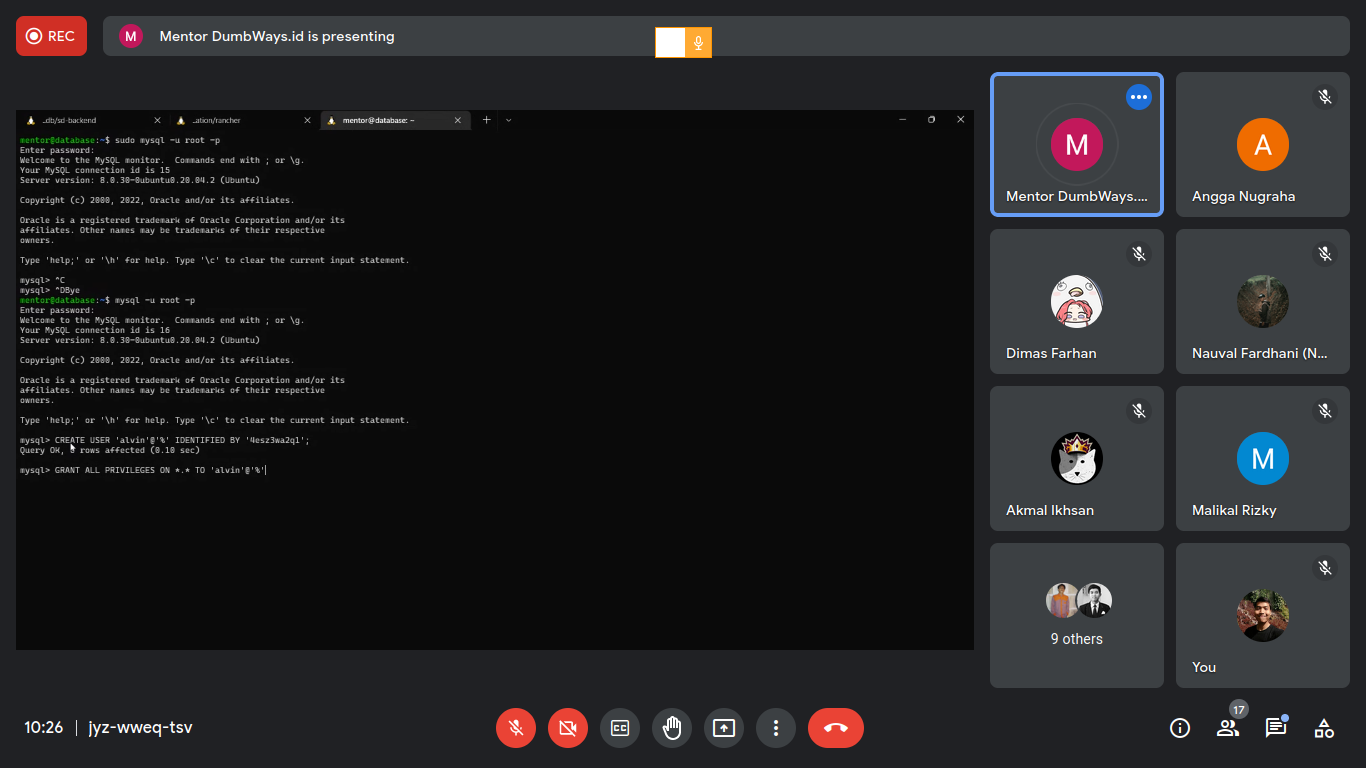 REC
M
Mentor DumbWays.id is presenting
..db/sd-backend
..ation/rancher
mentor@database: ~
mentor@database:~$ sudo mysql -u root -p
Enter password:
Welcome to the MySQL monitor.  Commands end with ; or \g.
Your MySQL connection id is 15
Server version: 8.0.30-0ubuntu0.20.04.2 (Ubuntu)
Copyright (c) 2000, 2022, Oracle and/or its affiliates.
Oracle is a registered trademark of Oracle Corporation and/or its
affiliates. Other names may be trademarks of their respective
owners.
Type 'help;' or '\h' for help. Type '\c' to clear the current input statement.
mysql> ^C
mysql> ^DBye
mentor@database:~$ mysql -u root -p
Enter password:
Welcome to the MySQL monitor.  Commands end with ; or \g.
Your MySQL connection id is 16
Server version: 8.0.30-0ubuntu0.20.04.2 (Ubuntu)
Copyright (c) 2000, 2022, Oracle and/or its affiliates.
Oracle is a registered trademark of Oracle Corporation and/or its
affiliates. Other names may be trademarks of their respective
owners.
Type 'help;' or '\h' for help. Type '\c' to clear the current input statement.
mysql> CREATE USER 'alvin'@'%' IDENTIFIED BY '4esz3wa2q1';
Query OK, rows affected (0.10 sec)
mysql> GRANT ALL PRIVILEGES ON *.* TO 'alvin'@'%'
M
Mentor DumbWays....
A
Angga Nugraha
Dimas Farhan
Nauval Fardhani (N...
Akmal Ikhsan
M
Malikal Rizky
9 others
You
10:26 | jyz-wweq-tsv
CC
17